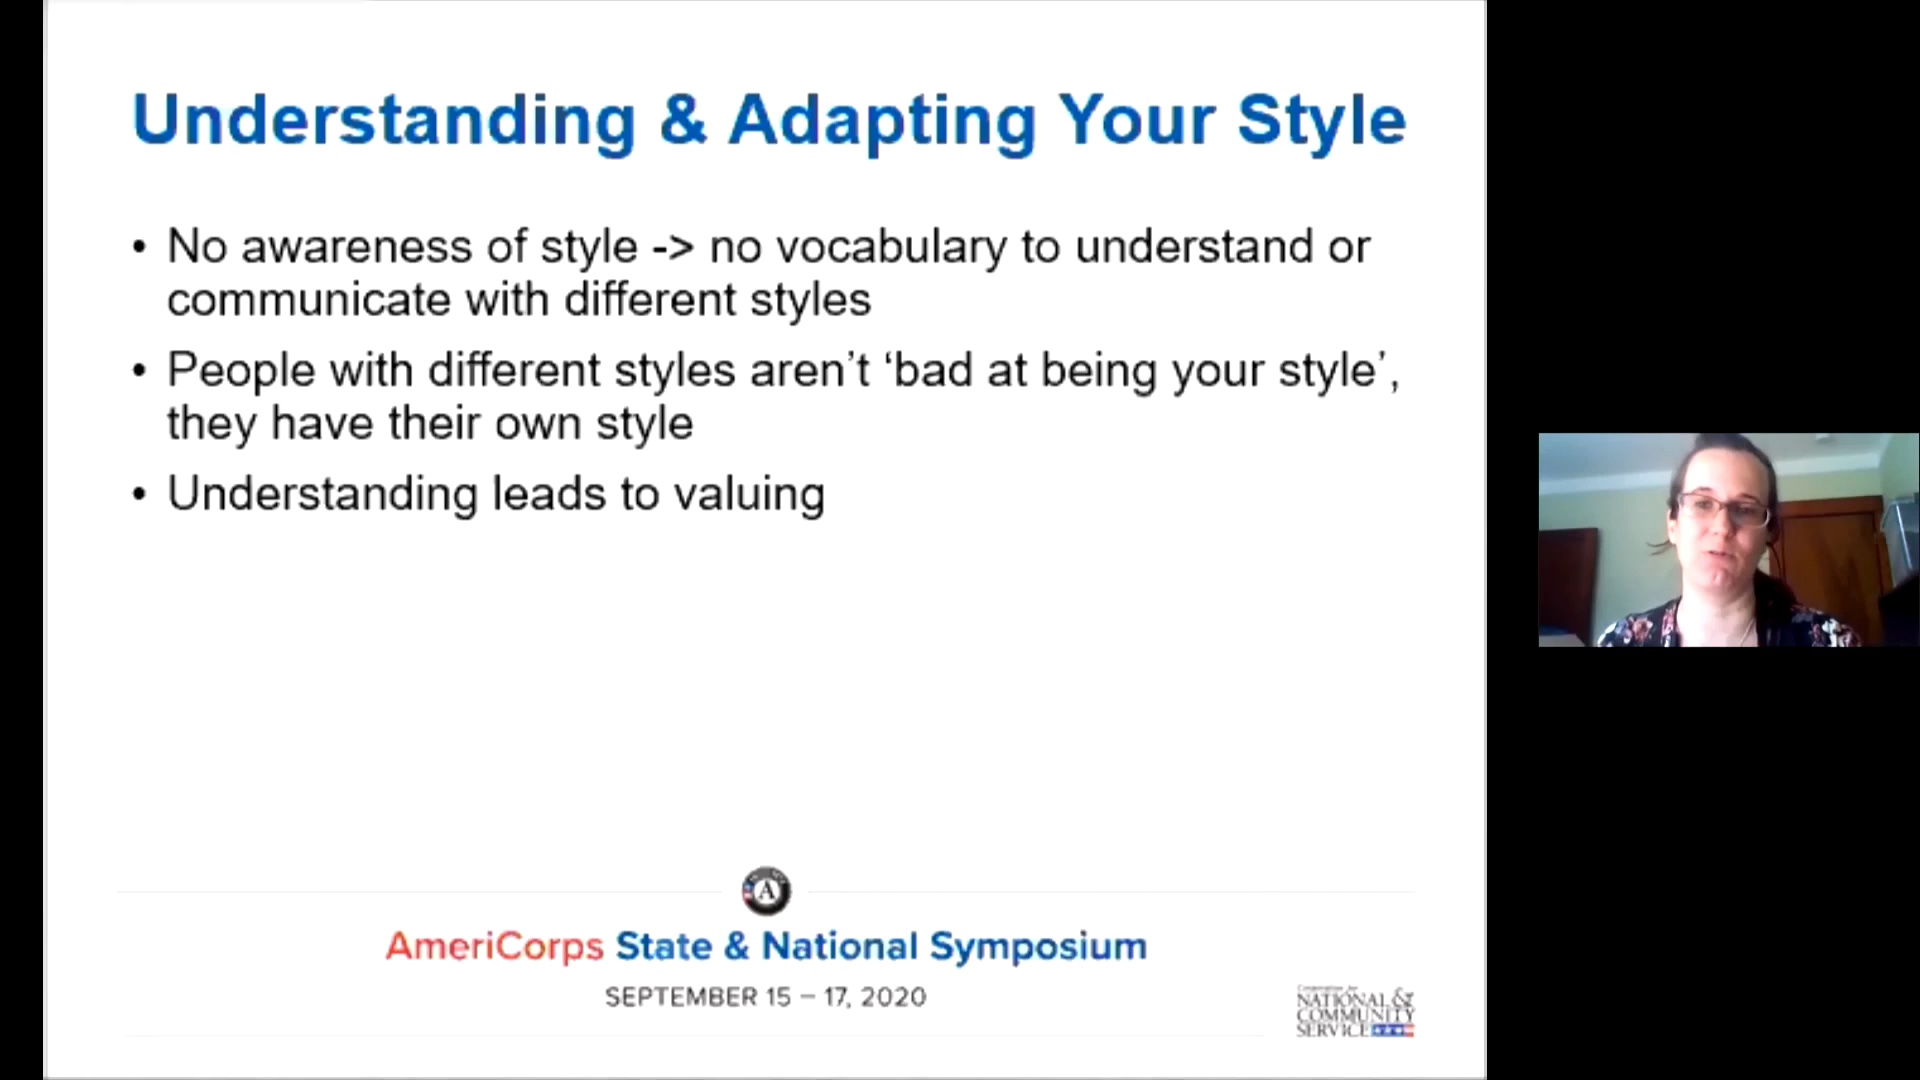 Understanding & Adapting Your Style
• No awareness of style -> no vocabulary to understand or
communicate with different styles
• People with different styles aren’t ‘bad at being your style’,
they have their own style
• Understanding leads to valuing
A
AmeriCorps State & National Symposium
SEPTEMBER 15 – 17, 2020
Corporation for
NATIONAL &
COMMUNITY
SERVICE